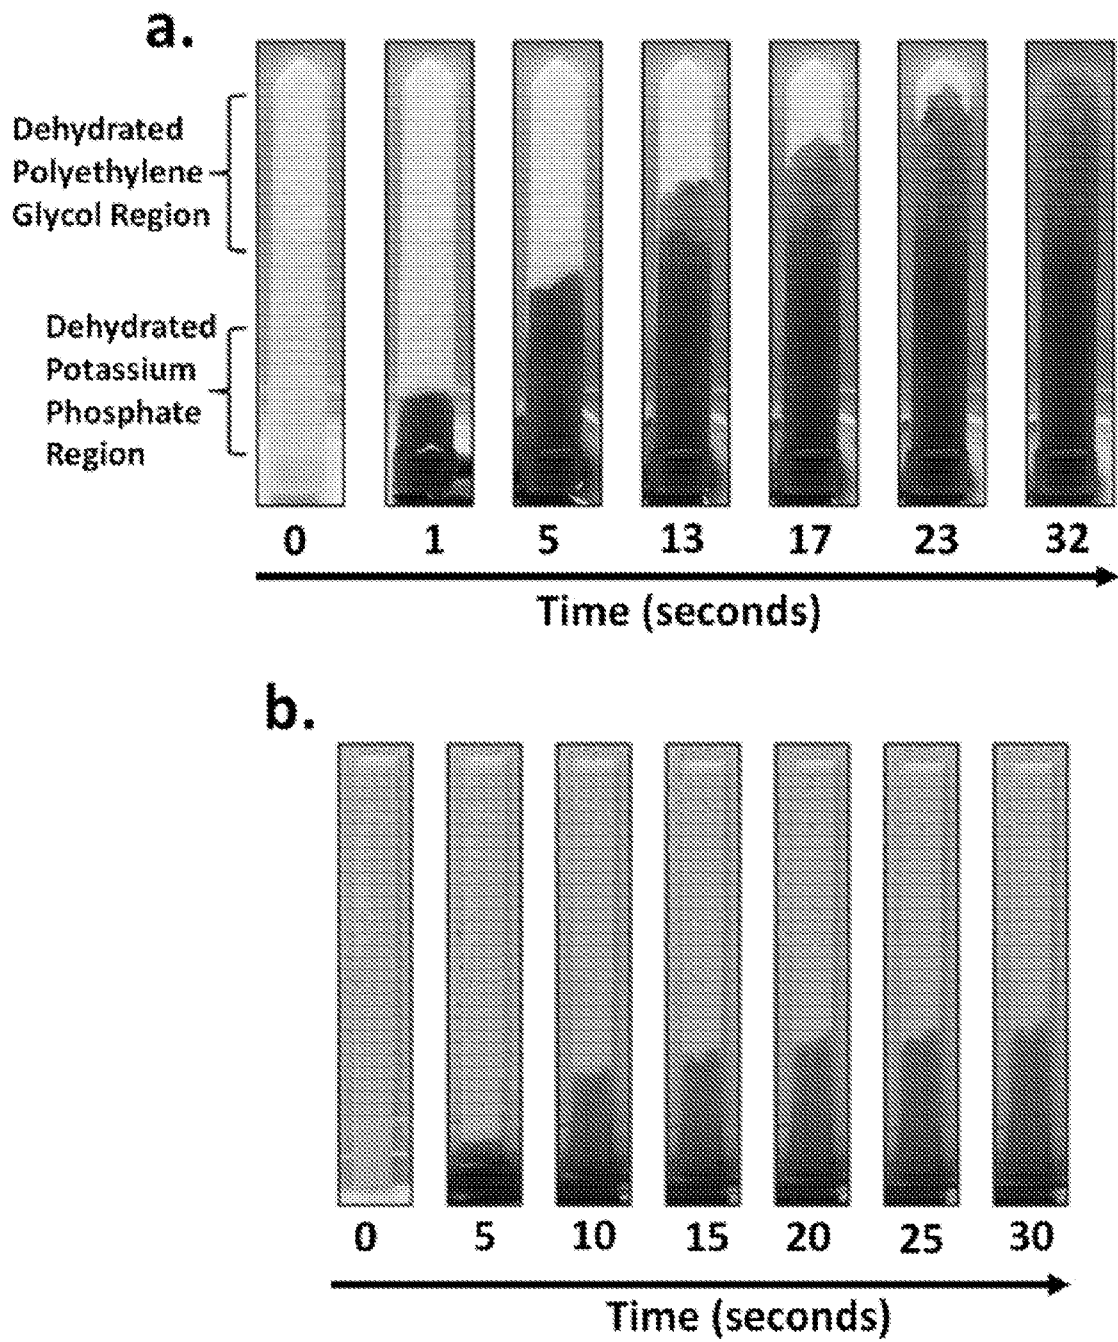 a.
Dehydrated
Polyethylene
Glycol Region
Dehydrated
Potassium
Phosphate
Region
0 1 5 13 17 23 32
Time (seconds)
b.
0 5 10 15 20 25 30
Time (seconds)